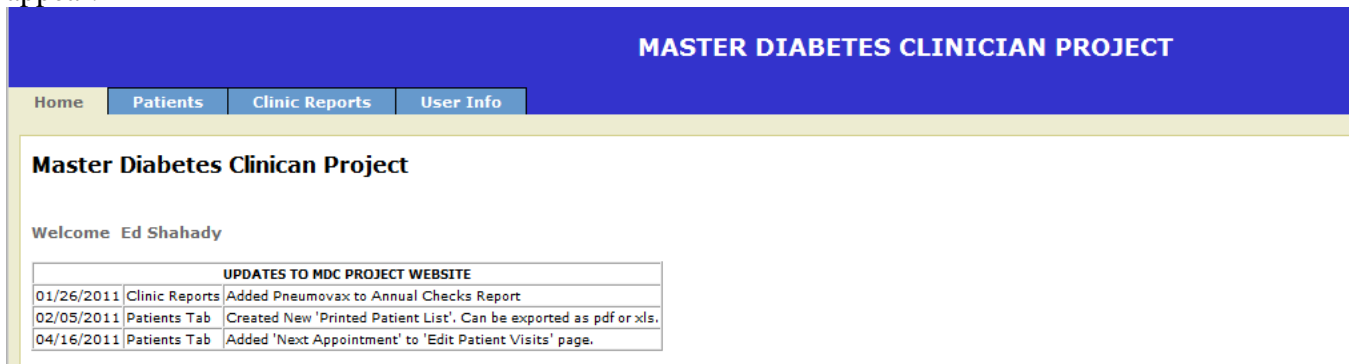 MASTER DIABETES CLINICIAN PROJECT
Home Patients Clinic Reports User Info
Master Diabetes Clinican Project
Welcome Ed Shahady
UPDATES TO MDC PROJECT WEBSITE
01/26/2011 Clinic Reports Added Pneumovax to Annual Checks Report
02/05/2011 Patients Tab Created New 'Printed Patient List'. Can be exported as pdf or xls.
04/16/2011 Patients Tab Added 'Next Appointment' to 'Edit Patient Visits' page.